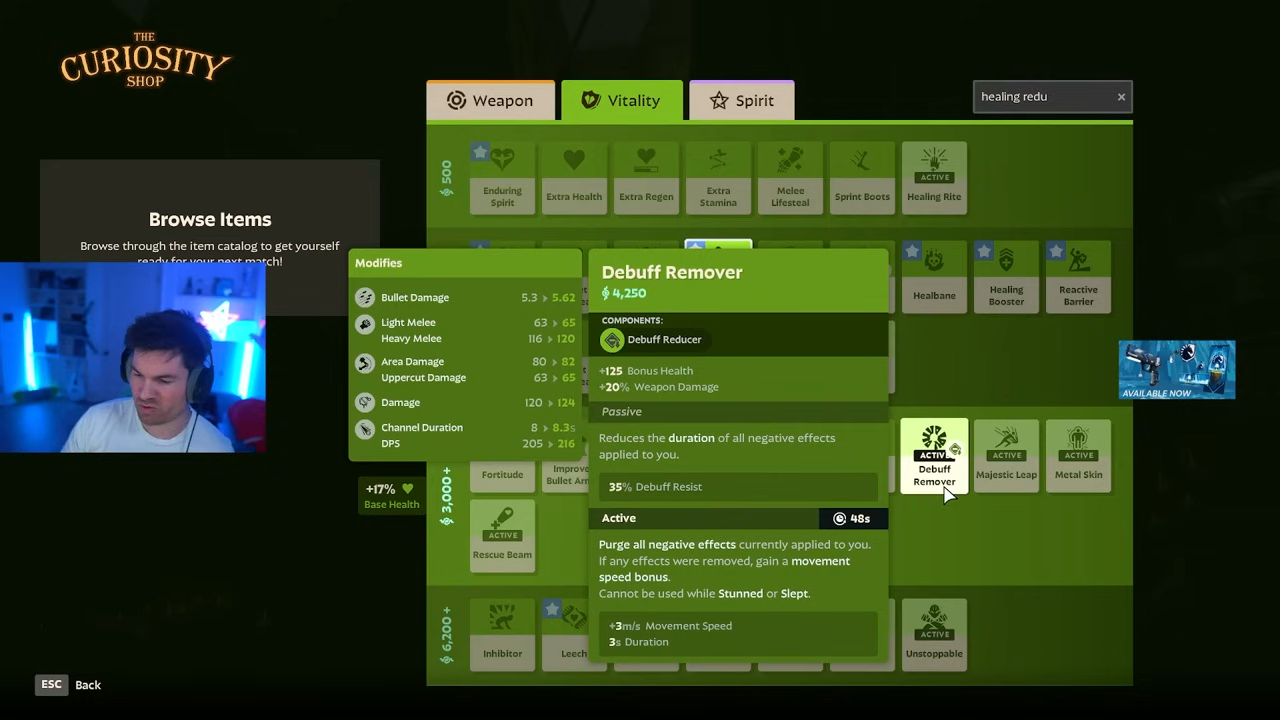 THE
CURIOSITY
SHOP
Weapon
Vitality
Spirit
healing redu
500
Enduring Spirit
Extra Health
Extra Regen
Extra Stamina
Melee Lifesteal
Sprint Boots
ACTIVE
Healing Rite
Browse Items
Browse through the item catalog to get yourself
ready for your next match!
Healbane
Healing Booster
Reactive Barrier
Modifies
Bullet Damage 5.3 > 5.62
Light Melee 63 > 65
Heavy Melee 116 > 120
Area Damage 80 > 82
Uppercut Damage 63 > 65
Damage 120 > 124
Channel Duration 8 > 8.3s
DPS 205 > 216
+17%
Base Health
Debuff Remover
4,250
COMPONENTS:
Debuff Reducer
+125 Bonus Health
+20% Weapon Damage
Passive
Reduces the duration of all negative effects
applied to you.
35% Debuff Resist
Active 48s
Purge all negative effects currently applied to you.
If any effects were removed, gain a movement
speed bonus.
Cannot be used while Stunned or Slept.
+3m/s Movement Speed
3s Duration
AVAILABLE NOW
3,000+
Fortitude
ACTIVE
Debuff Remover
ACTIVE
Majestic Leap
ACTIVE
Metal Skin
ACTIVE
Rescue Beam
6,200+
Inhibitor
Leech
ACTIVE
Unstoppable
ESC Back